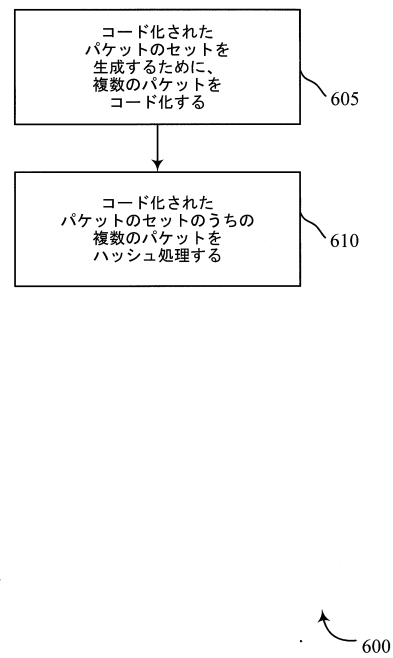 コード化された
パケットのセットを
生成するために、
複数のパケットを
コード化する
605
コード化された
パケットのセットのうちの
複数のパケットを
ハッシュ処理する
610
600